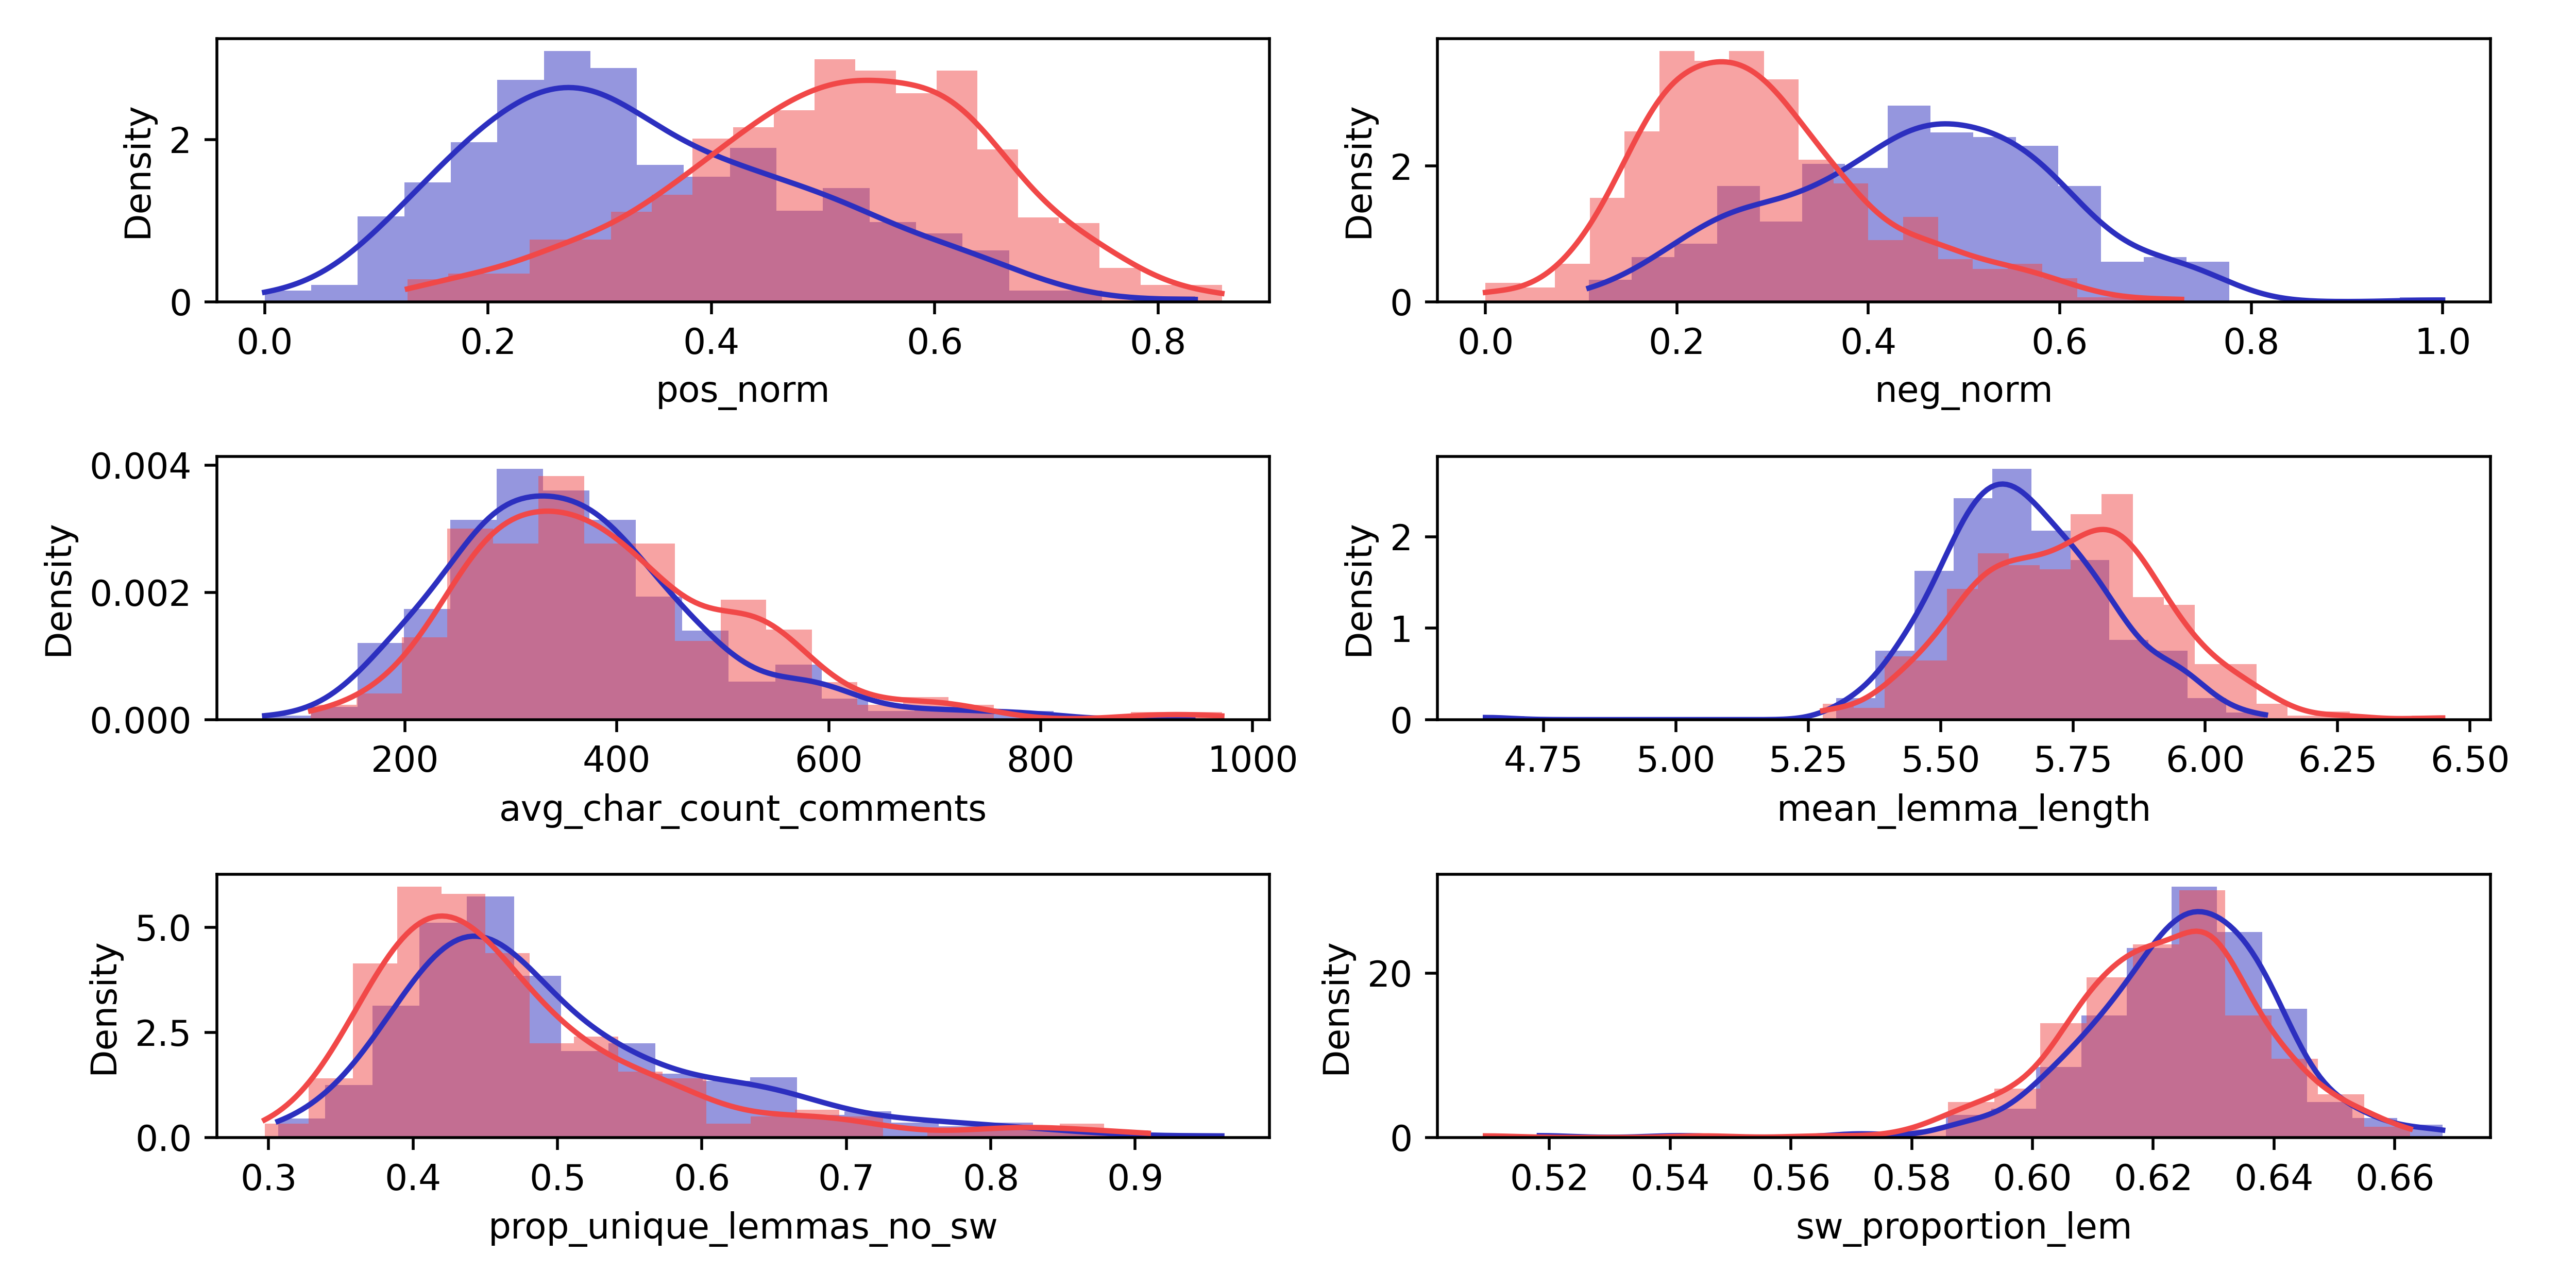 Density
2
0
0.0 0.2 0.4 0.6 0.8
pos_norm
Density
2
0
0.0 0.2 0.4 0.6 0.8 1.0
neg_norm
Density
0.004
0.002
0.000
200 400 600 800 1000
avg_char_count_comments
Density
2
1
0
4.75 5.00 5.25 5.50 5.75 6.00 6.25 6.50
mean_lemma_length
Density
5.0
2.5
0.0
0.3 0.4 0.5 0.6 0.7 0.8 0.9
prop_unique_lemmas_no_sw
Density
20
0
0.52 0.54 0.56 0.58 0.60 0.62 0.64 0.66
sw_proportion_lem